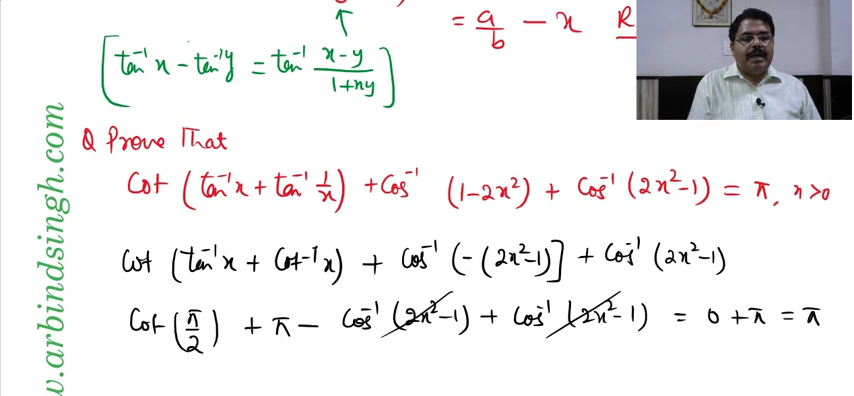 = a/b - x R
[tan⁻¹x - tan⁻¹y = tan⁻¹ (x-y)/(1+xy)]
Q Prove That
Cot (tan⁻¹x + tan⁻¹ 1/x) + Cos⁻¹ (1-2x²) + Cos⁻¹ (2x²-1) = π, x>0
Cot (tan⁻¹x + Cot⁻¹x) + Cos⁻¹ (-(2x²-1)] + Cos⁻¹ (2x²-1)
Cot (π/2) + π - Cos⁻¹ (2x²-1) + Cos⁻¹ (2x²-1) = 0 + π = π
w.arbindsingh.com